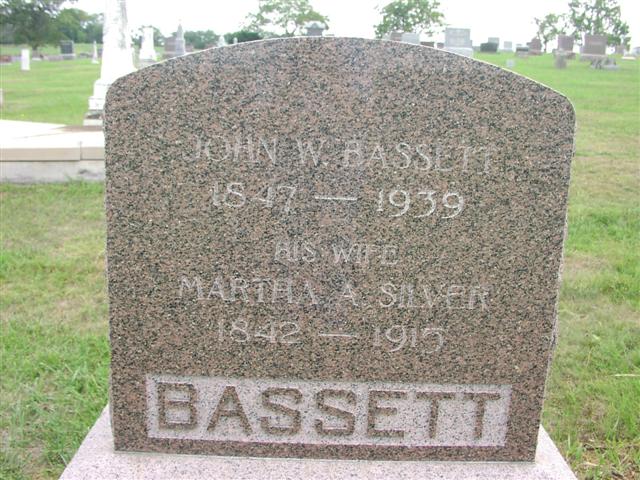 JOHN W. BASSETT
1847 — 1939
HIS WIFE
MARTHA A. SILVER
1842 — 1915
BASSETT